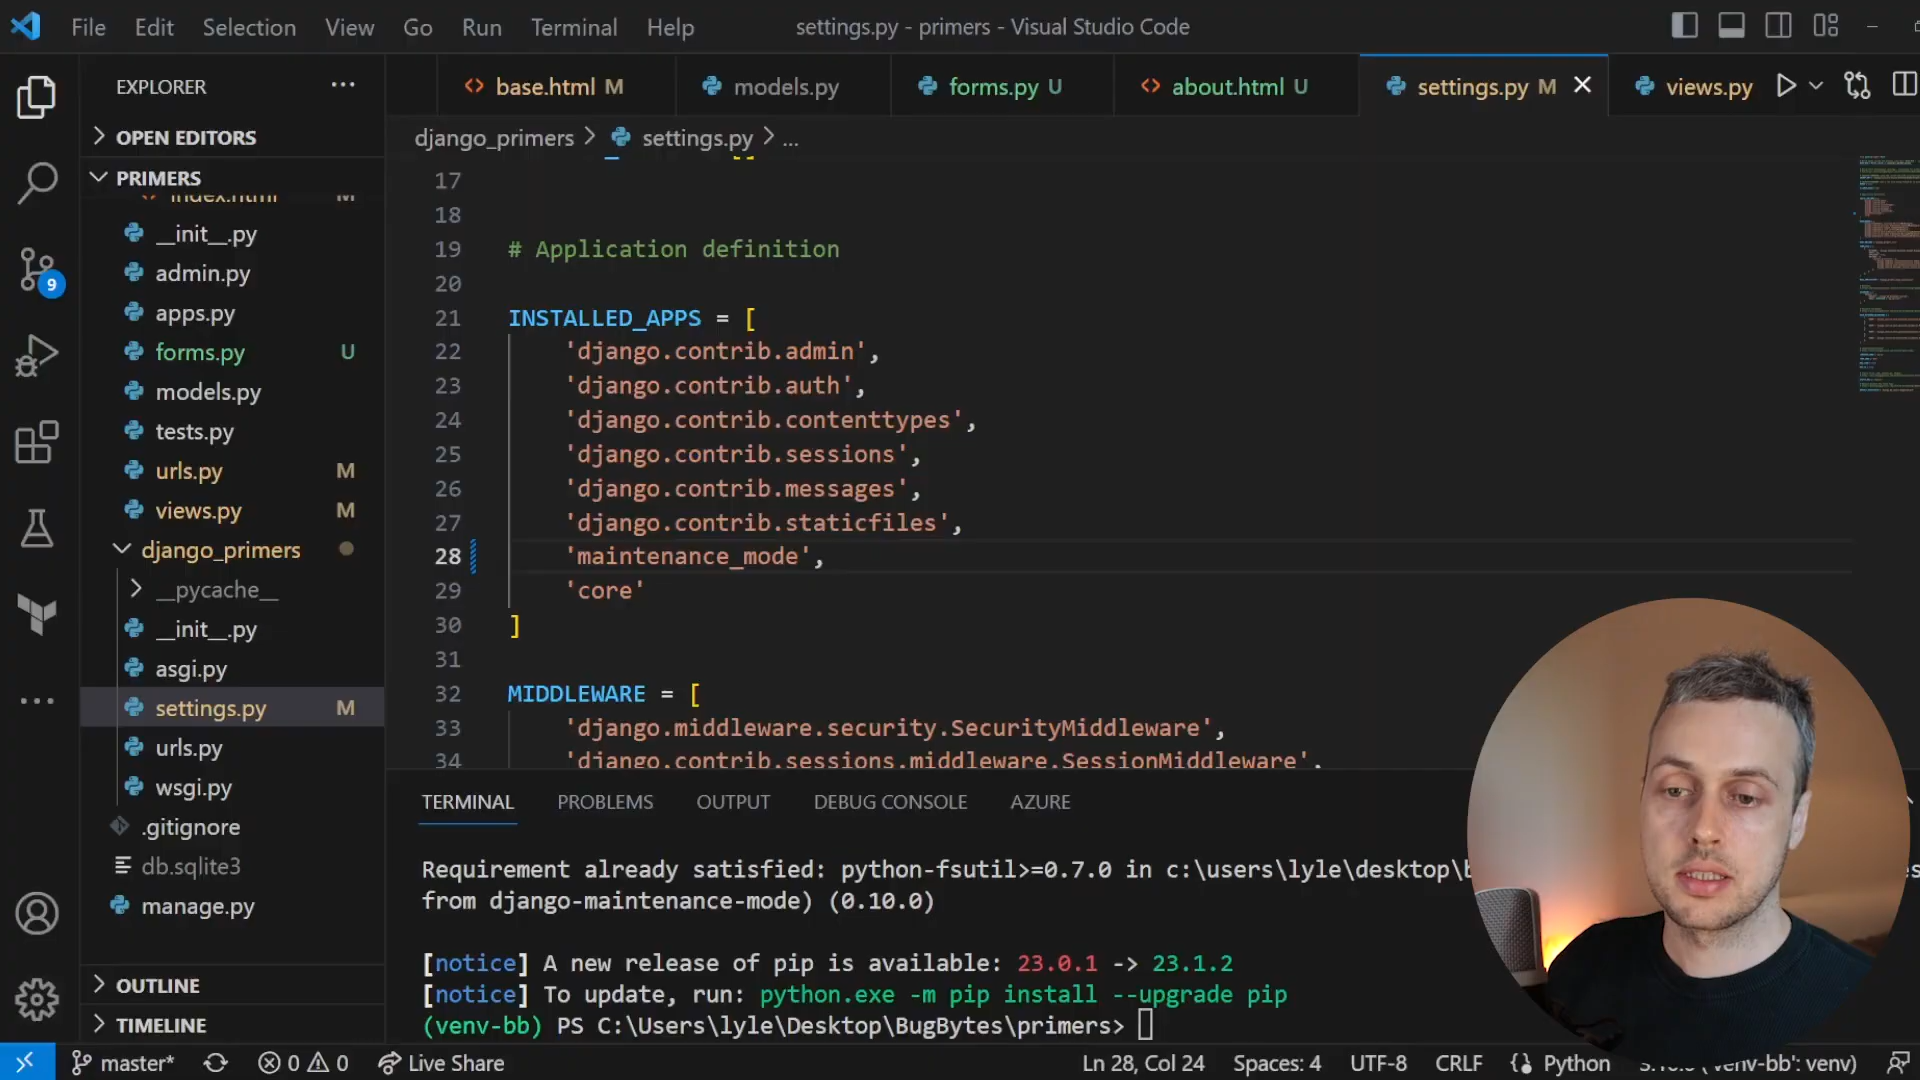 File Edit Selection View Go Run Terminal Help settings.py - primers - Visual Studio Code
EXPLORER ...
base.html M models.py forms.py U about.html U settings.py M views.py
OPEN EDITORS
django_primers > settings.py > ...
PRIMERS
index.html M
__init__.py
admin.py
apps.py
forms.py U
models.py
tests.py
urls.py M
views.py M
django_primers
__pycache__
__init__.py
asgi.py
settings.py M
urls.py
wsgi.py
.gitignore
db.sqlite3
manage.py
OUTLINE
TIMELINE
9
17
18
19 # Application definition
20
21 INSTALLED_APPS = [
22 'django.contrib.admin',
23 'django.contrib.auth',
24 'django.contrib.contenttypes',
25 'django.contrib.sessions',
26 'django.contrib.messages',
27 'django.contrib.staticfiles',
28 'maintenance_mode',
29 'core'
30 ]
31
32 MIDDLEWARE = [
33 'django.middleware.security.SecurityMiddleware',
34 'django.contrib.sessions.middleware.SessionMiddleware',
TERMINAL PROBLEMS OUTPUT DEBUG CONSOLE AZURE
Requirement already satisfied: python-fsutil>=0.7.0 in c:\users\lyle\desktop\
from django-maintenance-mode) (0.10.0)
[notice] A new release of pip is available: 23.0.1 -> 23.1.2
[notice] To update, run: python.exe -m pip install --upgrade pip
(venv-bb) PS C:\Users\lyle\Desktop\BugBytes\primers>
master* 0 0 Live Share Ln 28, Col 24 Spaces: 4 UTF-8 CRLF Python ('venv-bb': venv)